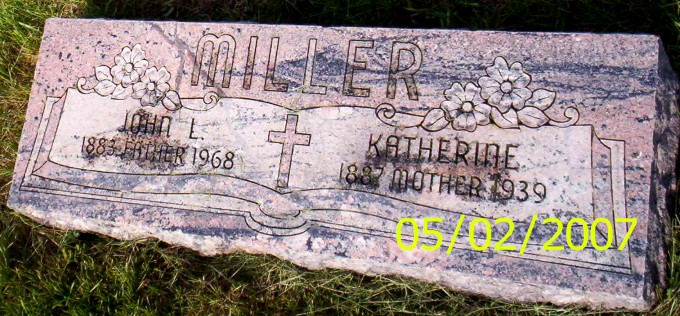 MILLER
JOHN L.
1883 FATHER 1968
KATHERINE
1887 MOTHER 1939
05/02/2007